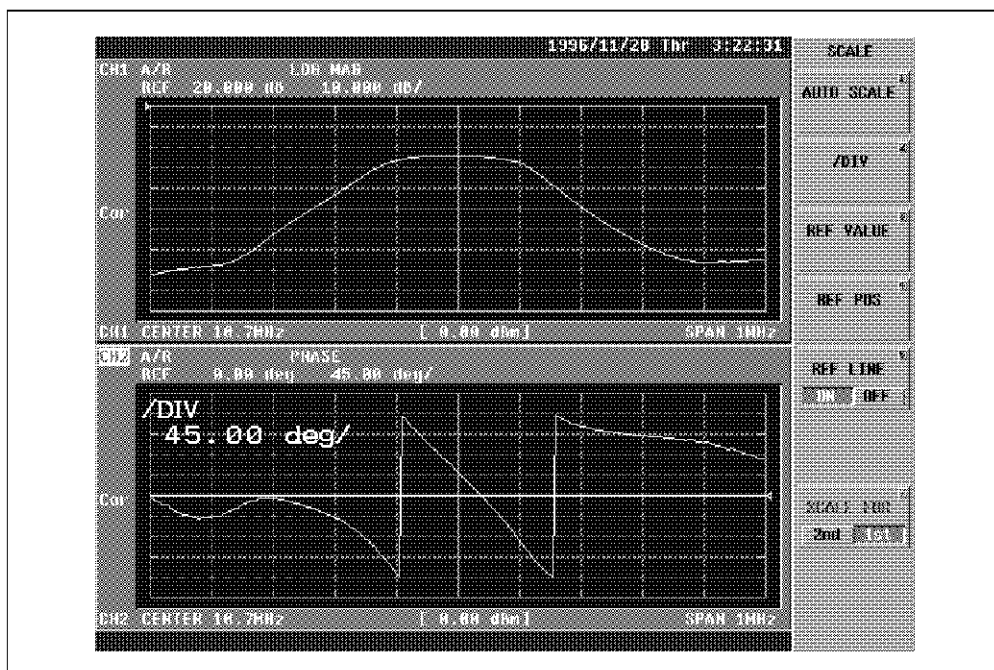 1996/11/20 Thr 3:22:31
CH1 A/R LOG MAG
REF 20.000 dB 10.000 dB/
Cor
CH1 CENTER 10.7MHz [ 0.00 dBm] SPAN 1MHz
CH2 A/R PHASE
REF 0.00 deg 45.00 deg/
/DIV
45.00 deg/
Cor
CH2 CENTER 10.7MHz [ 0.00 dBm] SPAN 1MHz
SCALE
AUTO SCALE
/DIV
REF VALUE
REF POS
REF LINE
ON OFF
SCALE FOR
2nd 1st